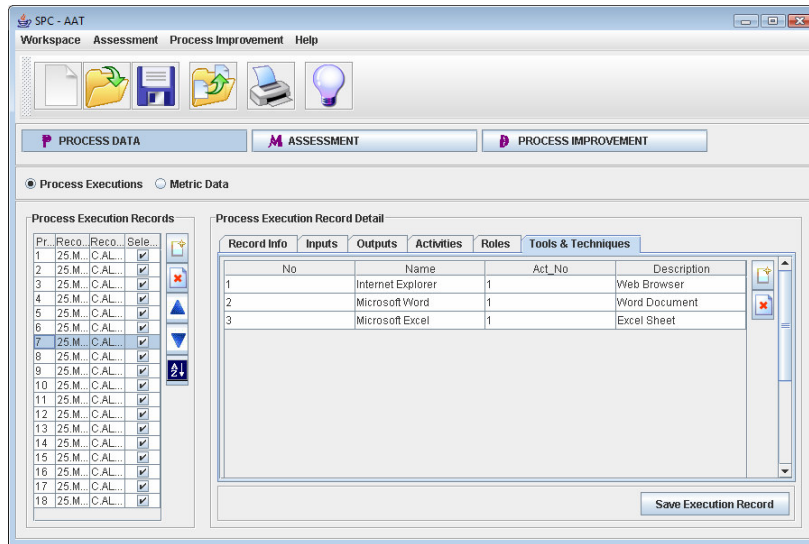 SPC - AAT
Workspace Assessment Process Improvement Help
PROCESS DATA M ASSESSMENT PROCESS IMPROVEMENT
Process Executions Metric Data
Process Execution Records Process Execution Record Detail
Record Info Inputs Outputs Activities Roles Tools & Techniques
Pr... Reco... Reco... Sele...
1 25.M... C.AL...
2 25.M... C.AL...
3 25.M... C.AL...
4 25.M... C.AL...
5 25.M... C.AL...
6 25.M... C.AL...
7 25.M... C.AL...
8 25.M... C.AL...
9 25.M... C.AL...
10 25.M... C.AL...
11 25.M... C.AL...
12 25.M... C.AL...
13 25.M... C.AL...
14 25.M... C.AL...
15 25.M... C.AL...
16 25.M... C.AL...
17 25.M... C.AL...
18 25.M... C.AL...
A
Z
No Name Act_No Description
1 Internet Explorer 1 Web Browser
2 Microsoft Word 1 Word Document
3 Microsoft Excel 1 Excel Sheet
Save Execution Record